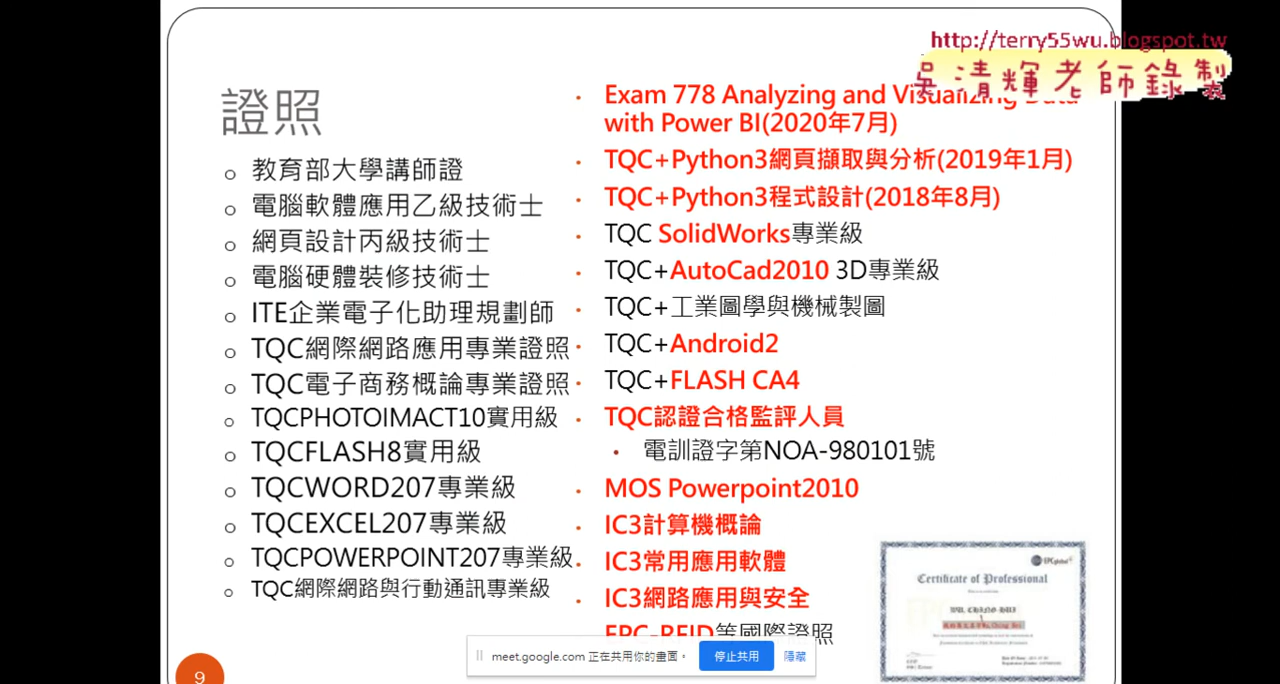 http://terry55wu.blogspot.tw
吳清輝老師錄製
證照
教育部大學講師證
電腦軟體應用乙級技術士
網頁設計丙級技術士
電腦硬體裝修技術士
ITE企業電子化助理規劃師
TQC網際網路應用專業證照
TQC電子商務概論專業證照
TQCPHOTOIMACT10實用級
TQCFLASH8實用級
TQCWORD207專業級
TQCEXCEL207專業級
TQCPOWERPOINT207專業級
TQC網際網路與行動通訊專業級
Exam 778 Analyzing and Visualizing Data
with Power BI(2020年7月)
TQC+Python3網頁擷取與分析(2019年1月)
TQC+Python3程式設計(2018年8月)
TQC SolidWorks專業級
TQC+AutoCad2010 3D專業級
TQC+工業圖學與機械製圖
TQC+Android2
TQC+FLASH CA4
TQC認證合格監評人員
電訓證字第NOA-980101號
MOS Powerpoint2010
IC3計算機概論
IC3常用應用軟體
IC3網路應用與安全
EPC-RFID等國際證照
Certificate of Professional
WU, CHING-HUI
meet.google.com 正在共用你的畫面。
停止共用
隱藏
9